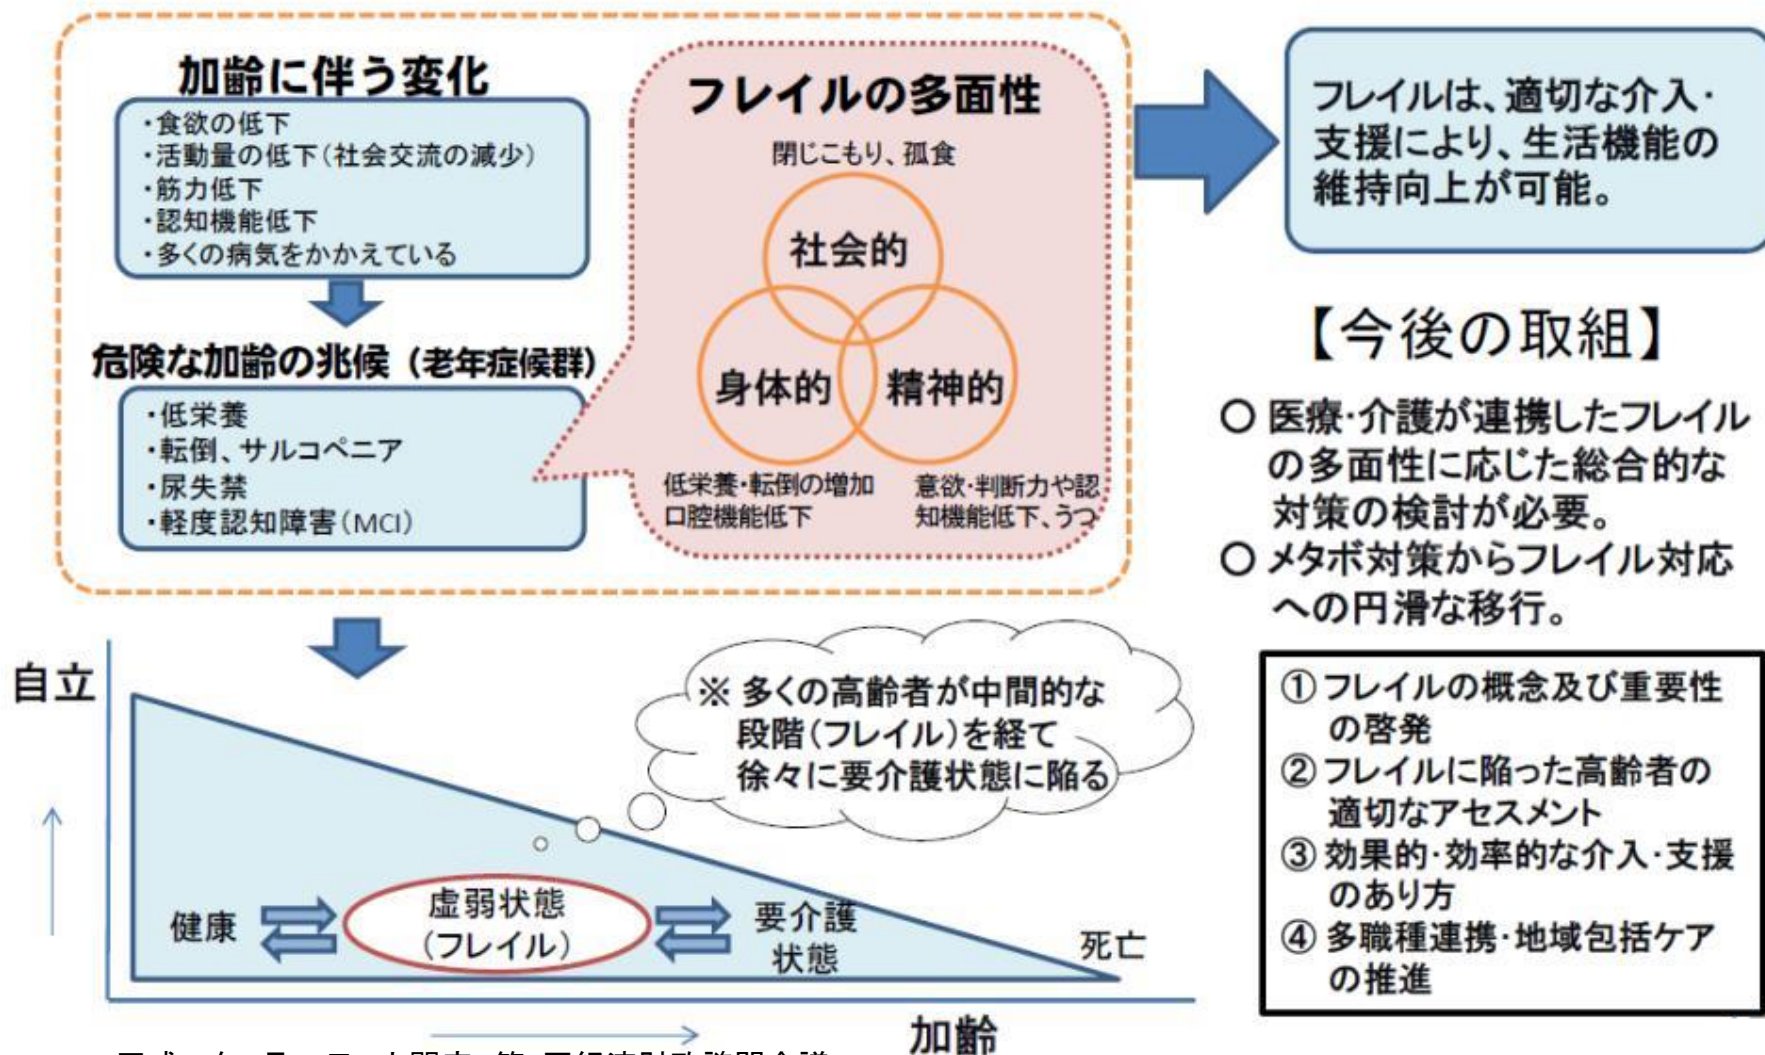 加齢に伴う変化
・食欲の低下
・活動量の低下(社会交流の減少)
・筋力低下
・認知機能低下
・多くの病気をかかえている
危険な加齢の兆候（老年症候群）
・低栄養
・転倒、サルコペニア
・尿失禁
・軽度認知障害(MCI)
フレイルの多面性
閉じこもり、孤食
社会的
身体的
精神的
低栄養・転倒の増加
口腔機能低下
意欲・判断力や認
知機能低下、うつ
フレイルは、適切な介入・
支援により、生活機能の
維持向上が可能。
【今後の取組】
○ 医療・介護が連携したフレイル
の多面性に応じた総合的な
対策の検討が必要。
○ メタボ対策からフレイル対応
への円滑な移行。
① フレイルの概念及び重要性
の啓発
② フレイルに陥った高齢者の
適切なアセスメント
③ 効果的・効率的な介入・支援
のあり方
④ 多職種連携・地域包括ケア
の推進
自立
※ 多くの高齢者が中間的な
段階(フレイル)を経て
徐々に要介護状態に陥る
健康
虚弱状態
(フレイル)
要介護
状態
死亡
加齢